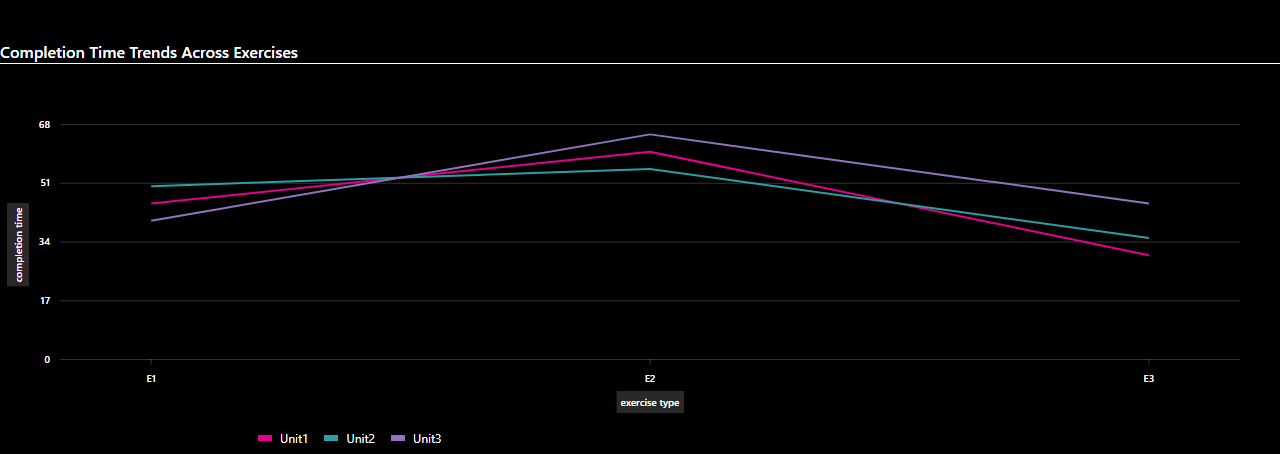 Completion Time Trends Across Exercises
68
51
34
17
0
completion time
E1 E2 E3
exercise type
Unit1 Unit2 Unit3